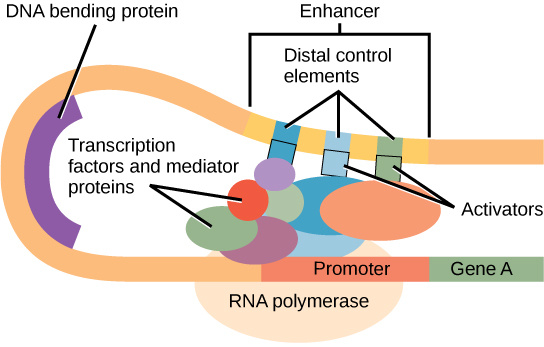 DNA bending protein
Enhancer
Distal control
elements
Transcription
factors and mediator
proteins
Activators
Promoter
Gene A
RNA polymerase